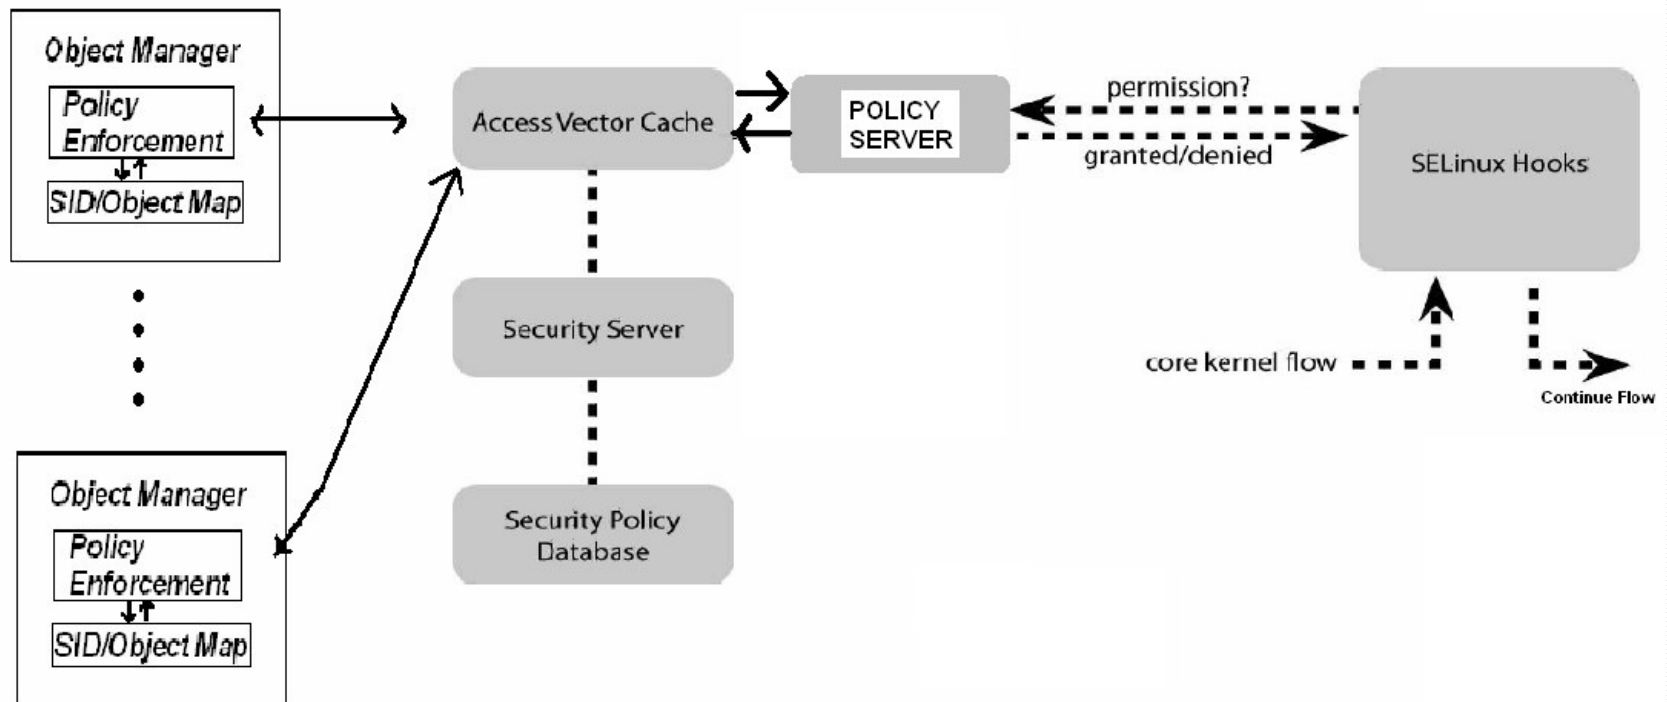 Object Manager
Policy
Enforcement
SID/Object Map
Access Vector Cache
POLICY
SERVER
permission?
granted/denied
SELinux Hooks
Security Server
core kernel flow
Continue Flow
Object Manager
Policy
Enforcement
SID/Object Map
Security Policy
Database